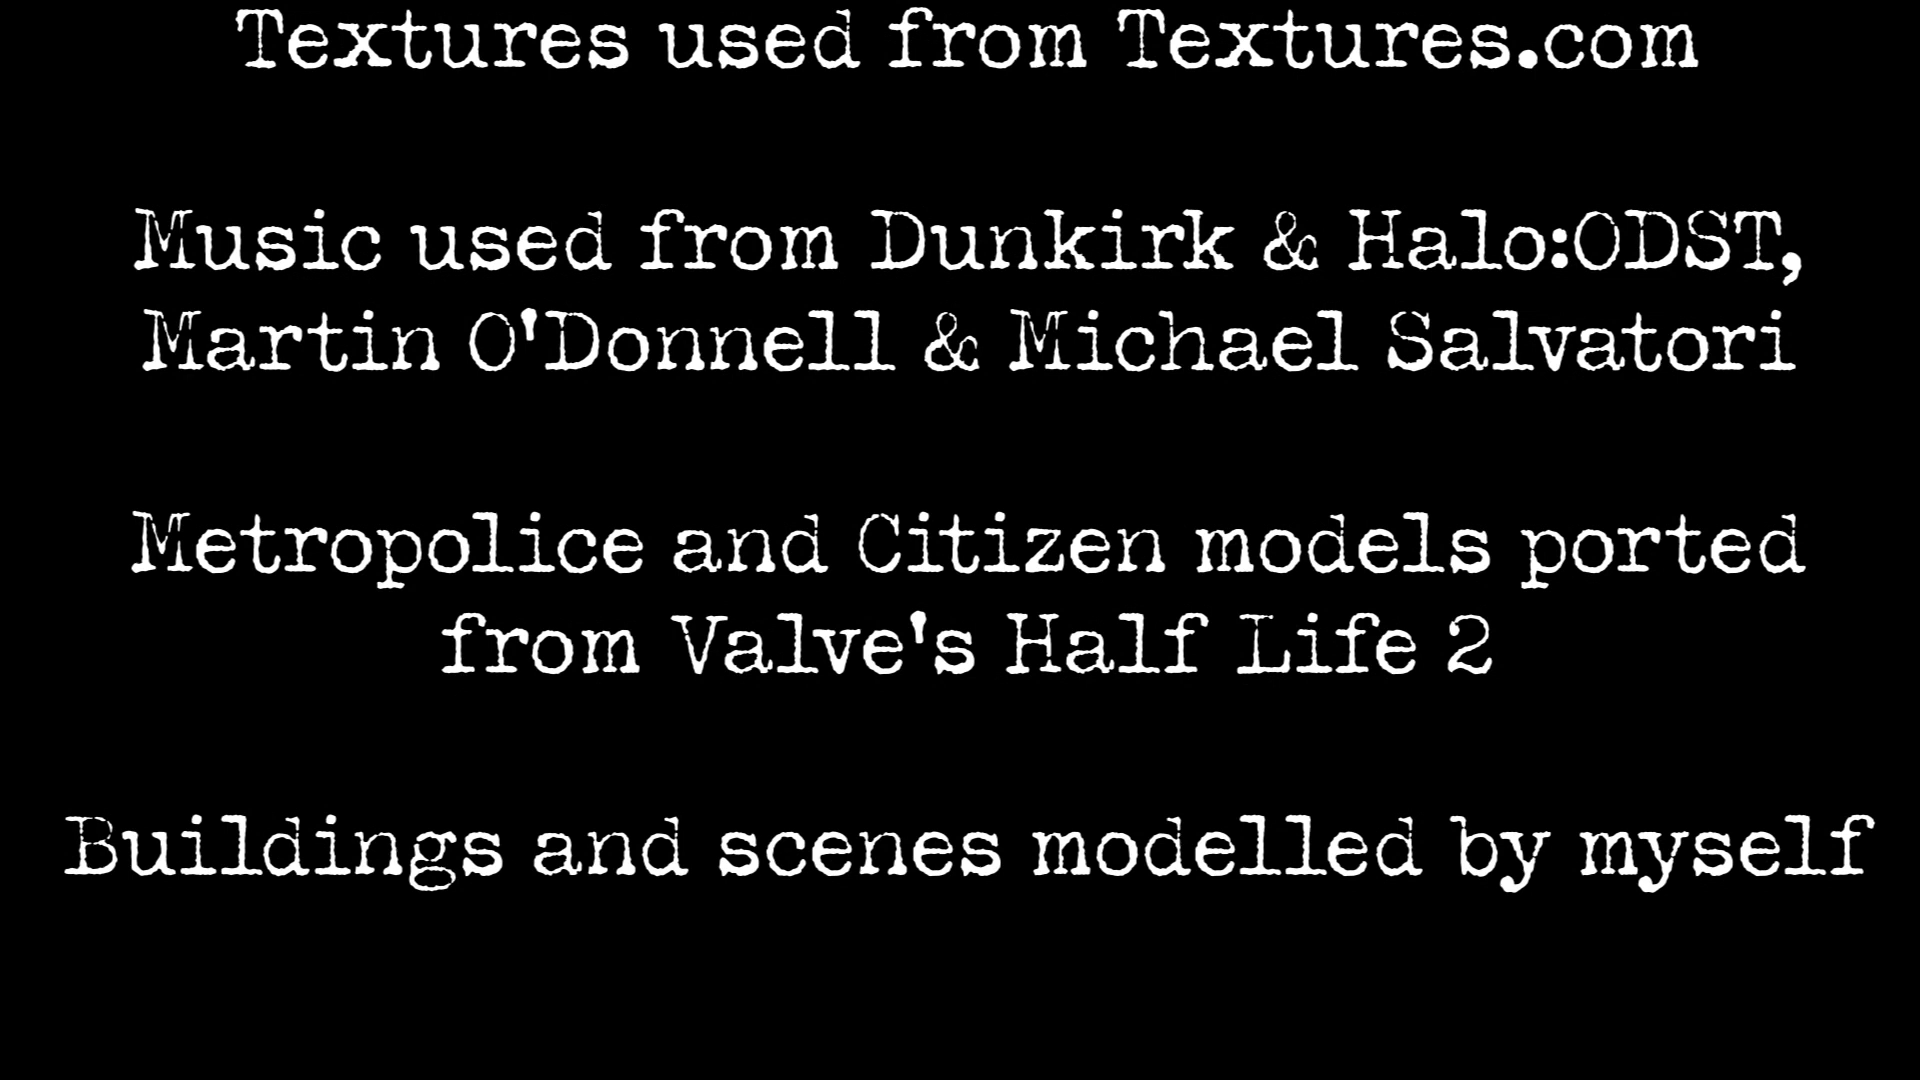 Textures used from Textures.com
Music used from Dunkirk & Halo:ODST,
Martin O'Donnell & Michael Salvatori
Metropolice and Citizen models ported
from Valve's Half Life 2
Buildings and scenes modelled by myself